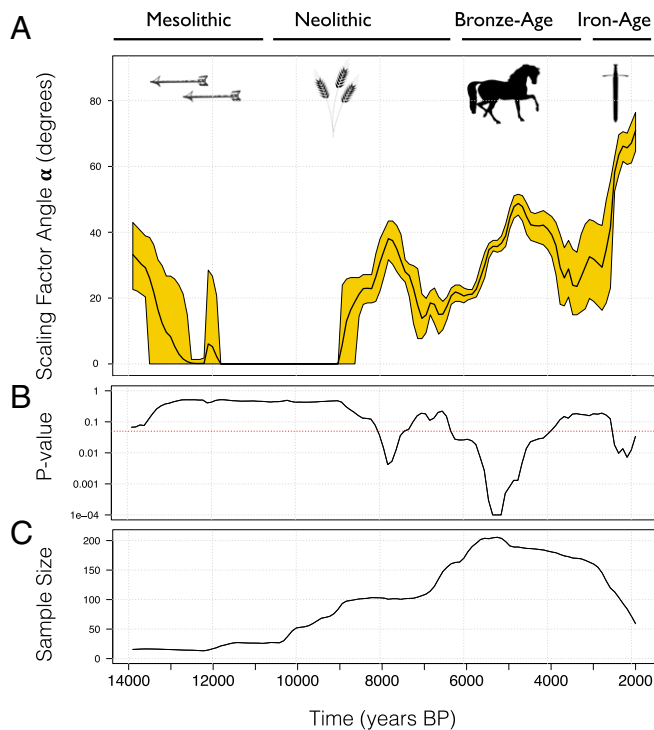 Mesolithic Neolithic Bronze-Age Iron-Age
A
Scaling Factor Angle α (degrees)
80
60
40
20
0
B
P-value
1
0.1
0.01
0.001
1e−04
C
Sample Size
200
150
100
50
0
14000 12000 10000 8000 6000 4000 2000
Time (years BP)